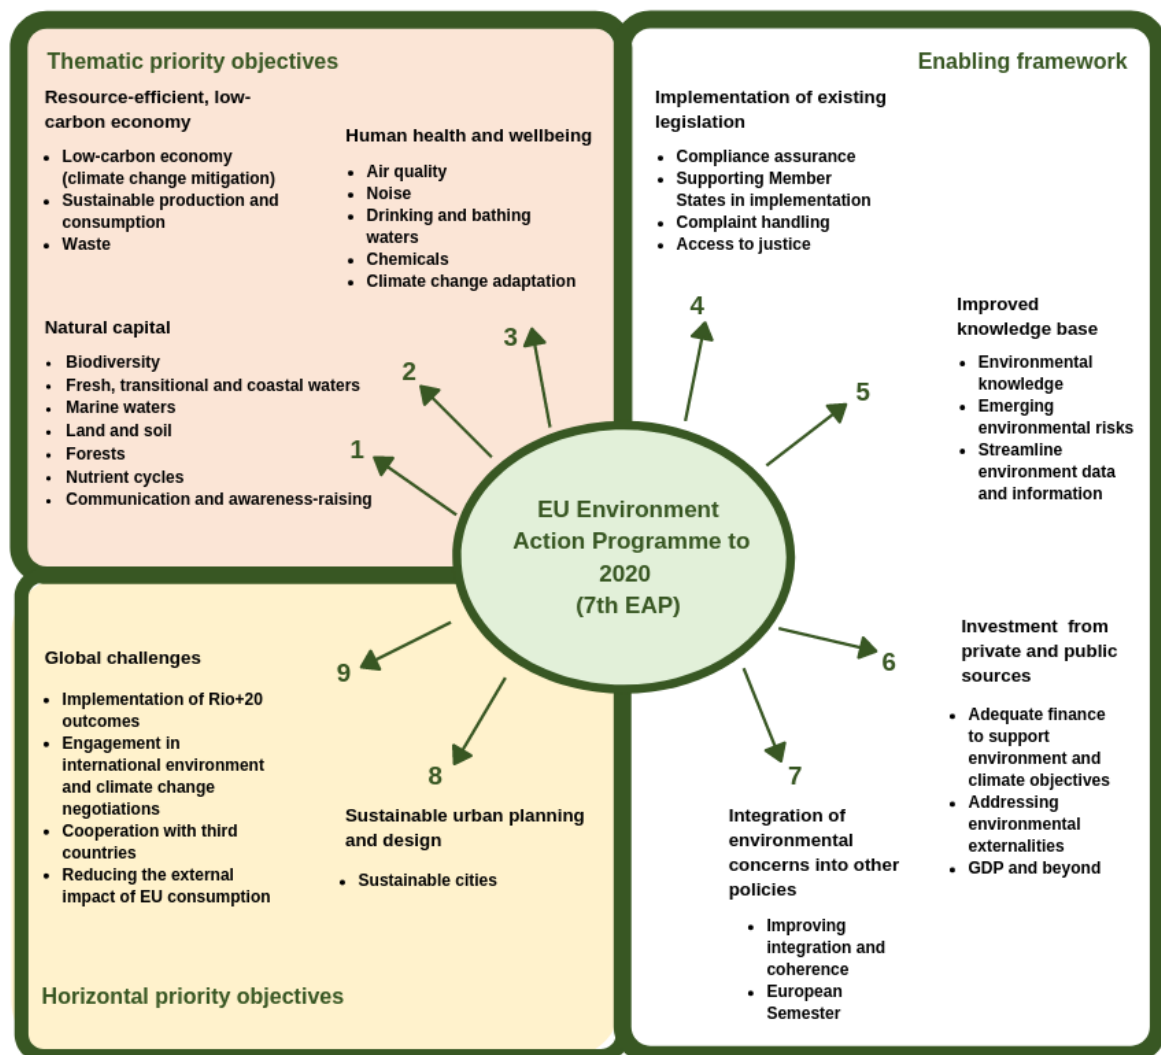 Thematic priority objectives
Resource-efficient, low-
carbon economy
• Low-carbon economy
(climate change mitigation)
• Sustainable production and
consumption
• Waste
Human health and wellbeing
• Air quality
• Noise
• Drinking and bathing
waters
• Chemicals
• Climate change adaptation
Natural capital
• Biodiversity
• Fresh, transitional and coastal waters
• Marine waters
• Land and soil
• Forests
• Nutrient cycles
• Communication and awareness-raising
1
2
3
Enabling framework
Implementation of existing
legislation
• Compliance assurance
• Supporting Member
States in implementation
• Complaint handling
• Access to justice
4
5
Improved
knowledge base
• Environmental
knowledge
• Emerging
environmental risks
• Streamline
environment data
and information
EU Environment
Action Programme to
2020
(7th EAP)
6
Investment  from
private and public
sources
• Adequate finance
to support
environment and
climate objectives
• Addressing
environmental
externalities
• GDP and beyond
7
Integration of
environmental
concerns into other
policies
• Improving
integration and
coherence
• European
Semester
9
Global challenges
• Implementation of Rio+20
outcomes
• Engagement in
international environment
and climate change
negotiations
• Cooperation with third
countries
• Reducing the external
impact of EU consumption
8
Sustainable urban planning
and design
• Sustainable cities
Horizontal priority objectives